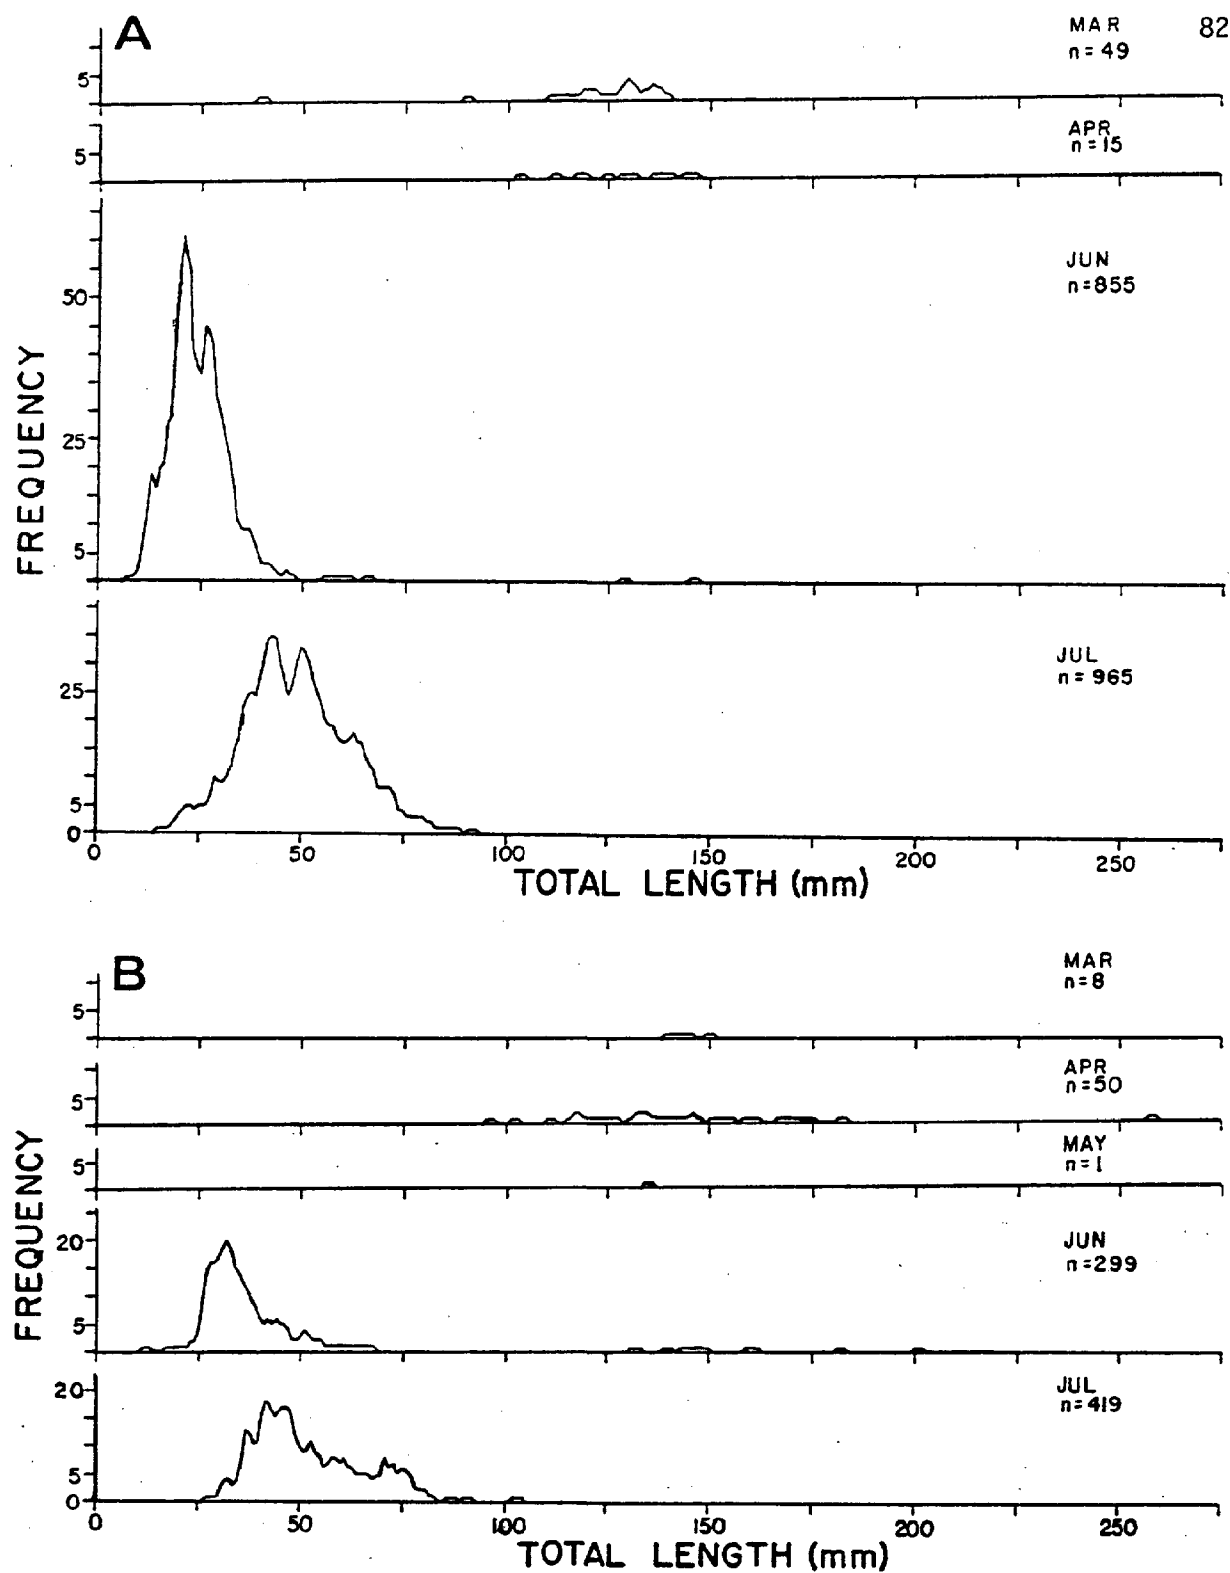 A
MAR 82
n=49
5
APR
n=15
5
JUN
n=855
50
25
5
FREQUENCY
JUL
n=965
25
5
0
0 50 100 150 200 250
TOTAL LENGTH (mm)
B
MAR
n=8
5
APR
n=50
5
MAY
n=1
5
FREQUENCY
JUN
n=299
20
5
JUL
n=419
20
5
0
0 50 100 150 200 250
TOTAL LENGTH (mm)